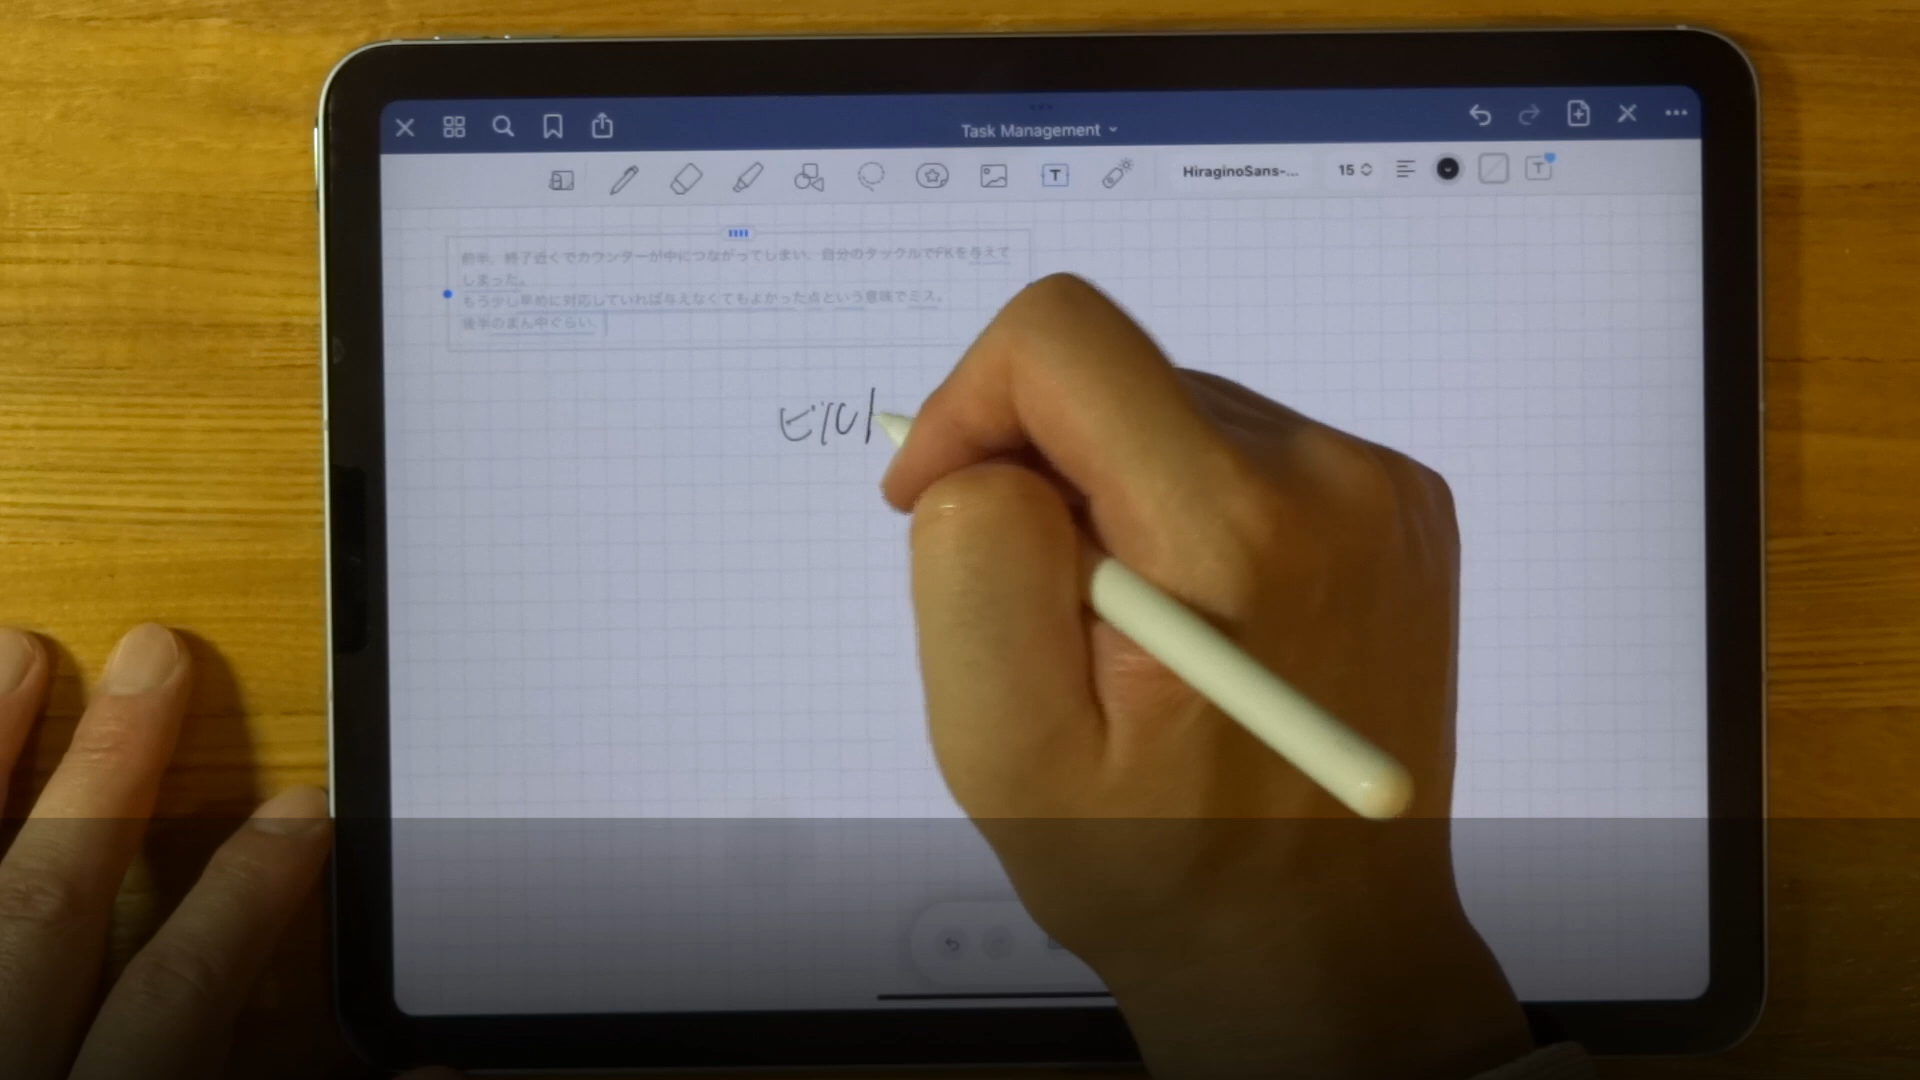 Task Management
HiraginoSans-...
15
T
T
前半、終了近くでカウンターが中につながってしまい、自分のタックルでFKを与えて
しまった。
もう少し早めに対応していれば与えなくてもよかった点という意味でミス。
後半のまん中ぐらい、
ビル